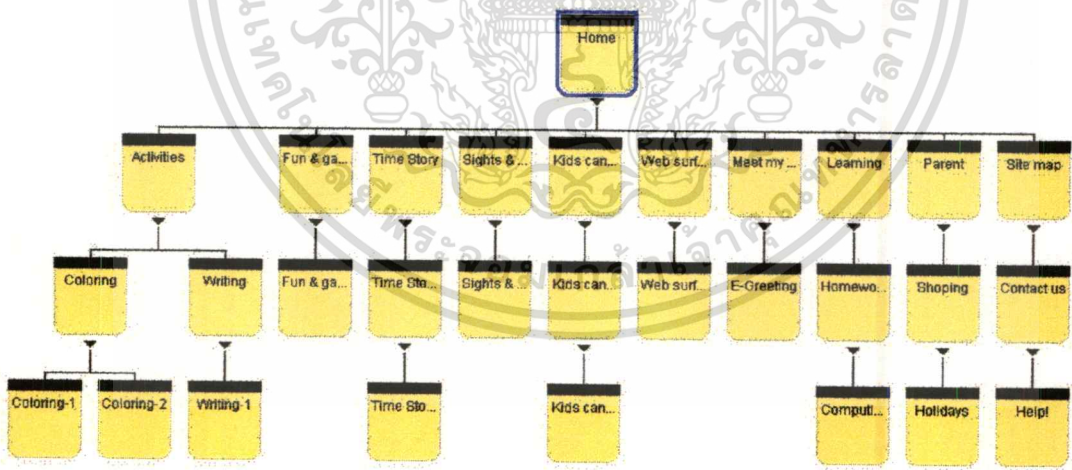 Home
Activities
Fun & ga...
Time Story
Sights & ...
Kids can...
Web surf...
Meet my ...
Learning
Parent
Site map
Coloring
Writing
Fun & ga...
Time Sto...
Sights &
Kids can.
Web surf.
E-Greeting
Homewo...
Shoping
Contact us
Coloring-1
Coloring-2
Writing-1
Time Sto...
Kids can...
Computi...
Holidays
Help!